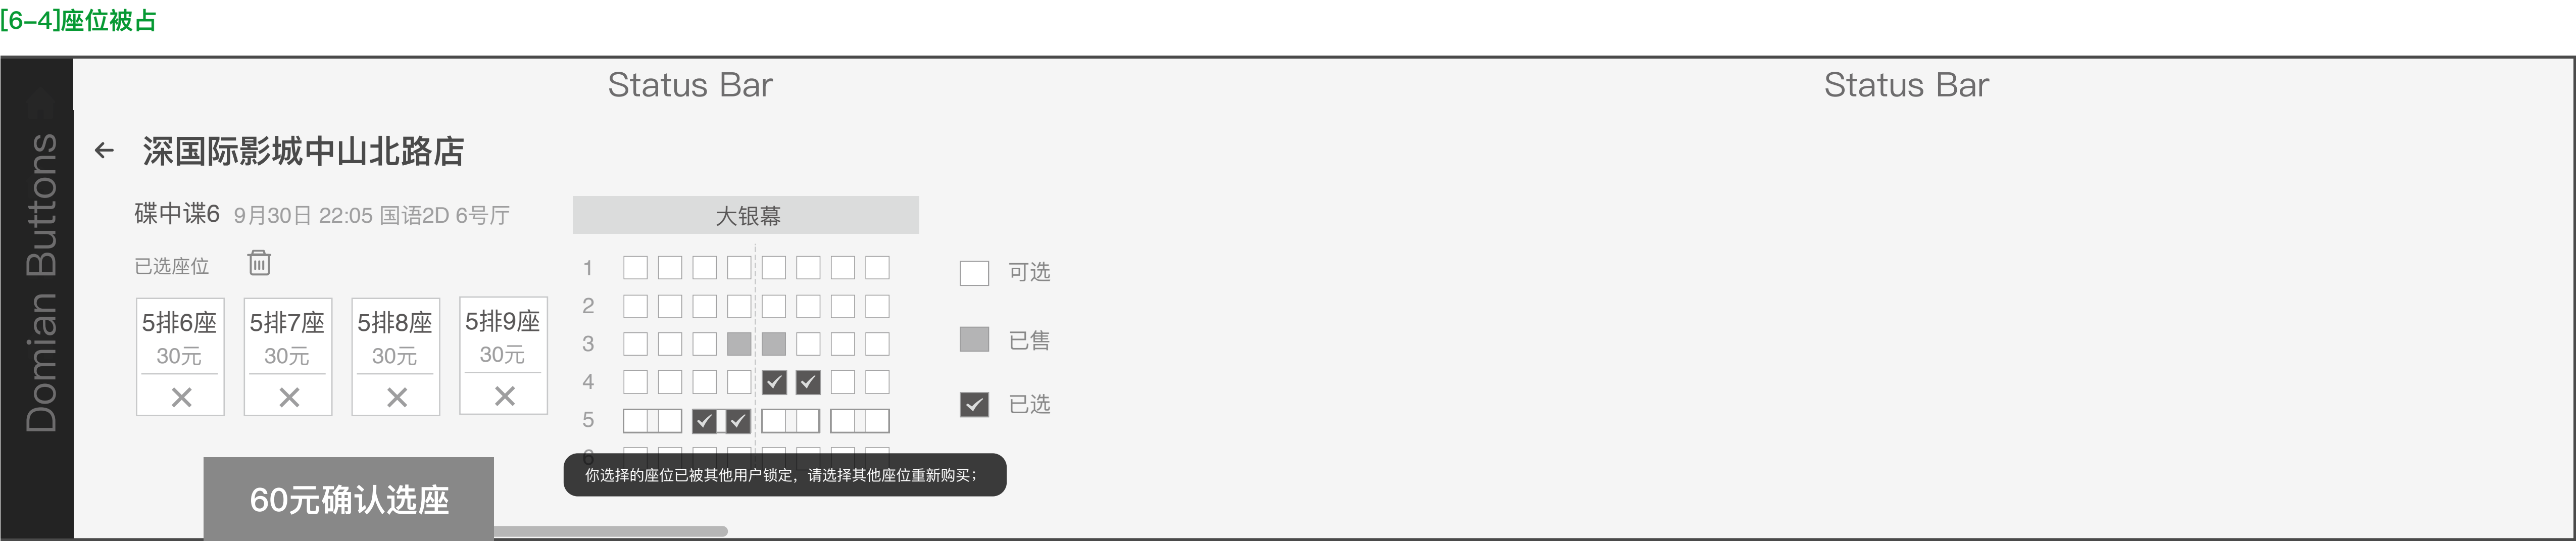 [6-4]座位被占
Status Bar
Status Bar
Domian Buttons
深国际影城中山北路店
碟中谍6 9月30日 22:05 国语2D 6号厅
已选座位
5排6座
30元
5排7座
30元
5排8座
30元
5排9座
30元
60元确认选座
大银幕
1
2
3
4
5
6
可选
已售
已选
你选择的座位已被其他用户锁定，请选择其他座位重新购买；